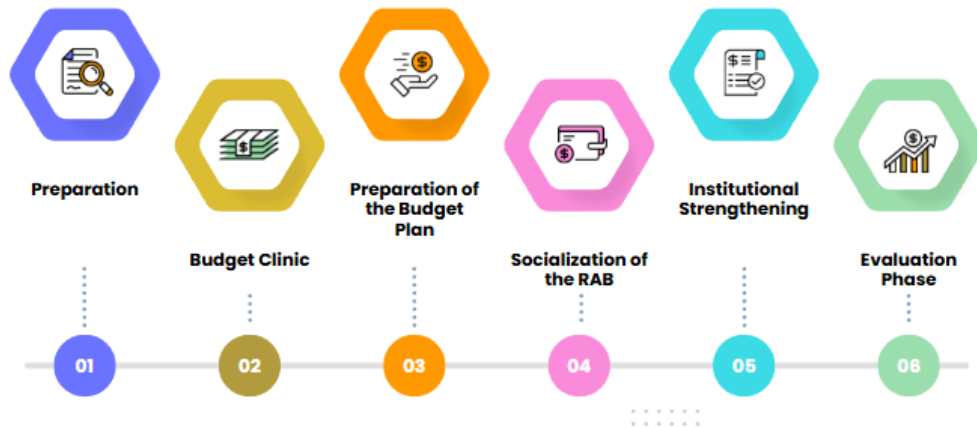 Preparation
Budget Clinic
Preparation of
the Budget
Plan
Socialization of
the RAB
Institutional
Strengthening
Evaluation
Phase
01
02
03
04
05
06